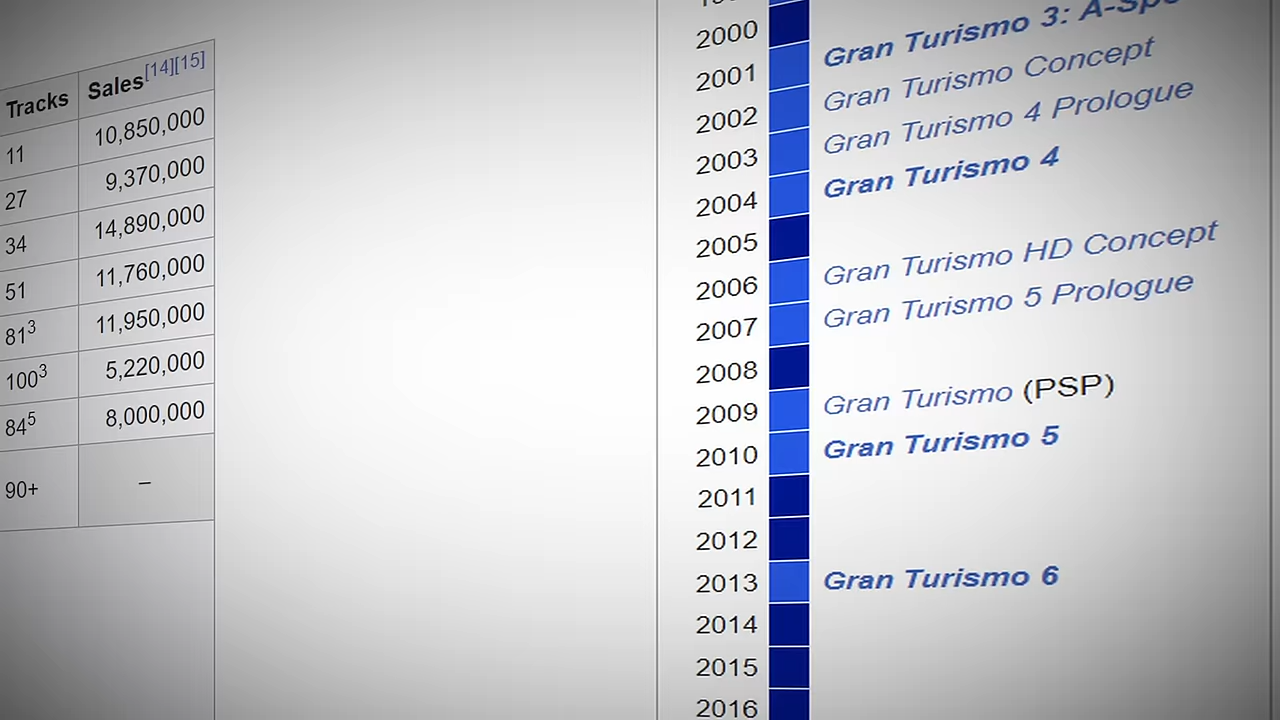 Tracks Sales[14][15]
11 10,850,000
27 9,370,000
34 14,890,000
51 11,760,000
81³ 11,950,000
100³ 5,220,000
84⁵ 8,000,000
90+ –
2000
2001 Gran Turismo 3:
2002 Gran Turismo Concept
2003 Gran Turismo 4 Prologue
2004 Gran Turismo 4
2005
2006 Gran Turismo HD Concept
2007 Gran Turismo 5 Prologue
2008
2009 Gran Turismo (PSP)
2010 Gran Turismo 5
2011
2012
2013 Gran Turismo 6
2014
2015
2016